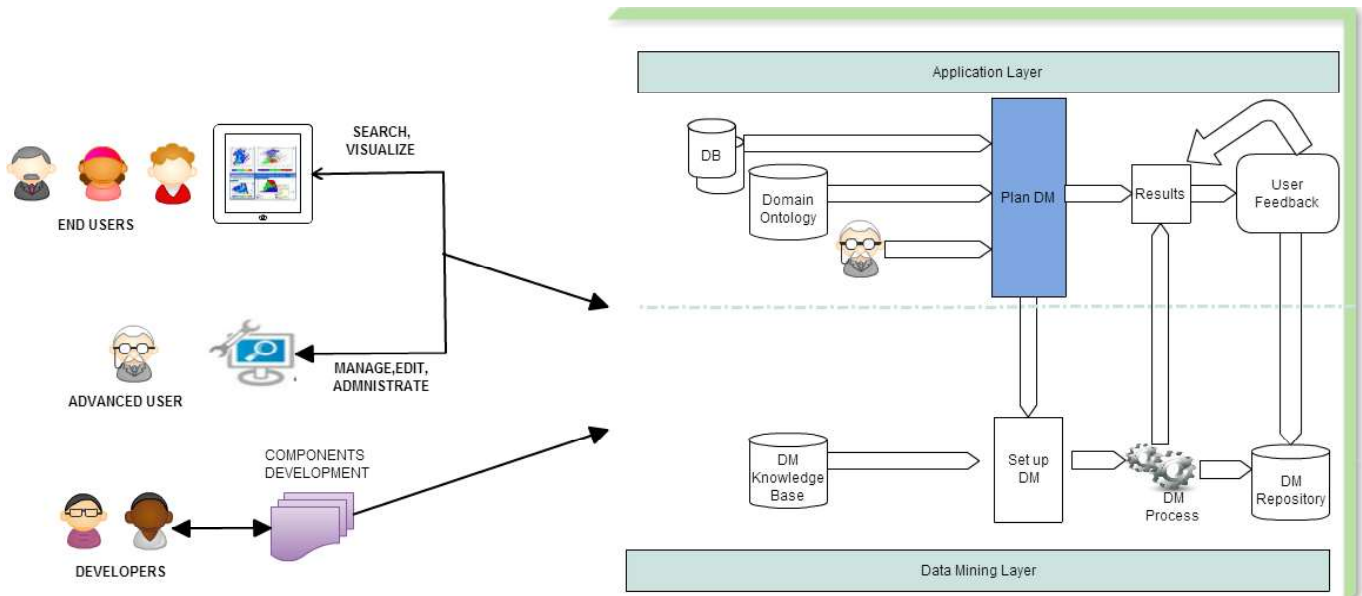 SEARCH,
VISUALIZE
END USERS
MANAGE,EDIT,
ADMNISTRATE
ADVANCED USER
COMPONENTS
DEVELOPMENT
DEVELOPERS
Application Layer
DB
Domain
Ontology
Plan DM
Results
User
Feedback
DM
Knowledge
Base
Set up
DM
DM
Process
DM
Repository
Data Mining Layer